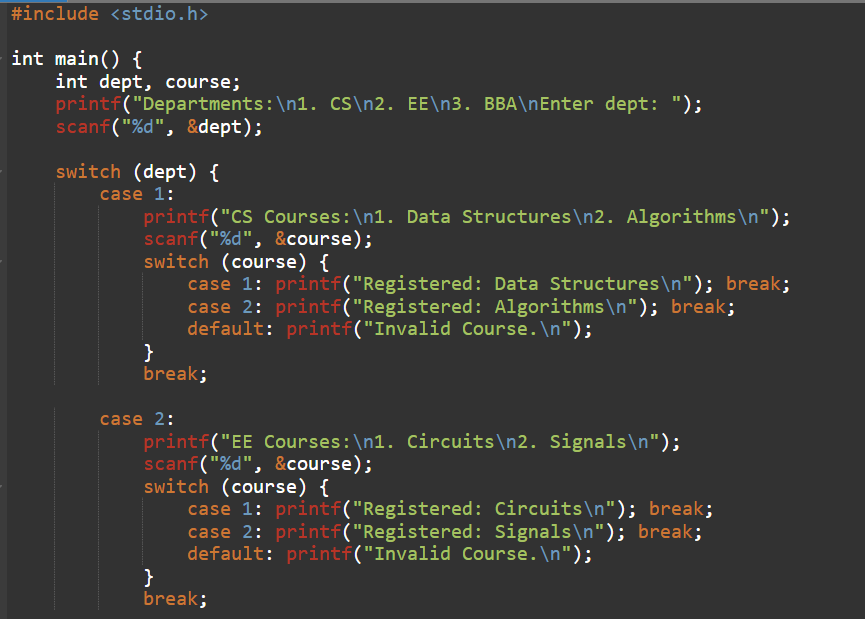 #include <stdio.h>
int main() {
    int dept, course;
    printf("Departments:\n1. CS\n2. EE\n3. BBA\nEnter dept: ");
    scanf("%d", &dept);
    switch (dept) {
        case 1:
            printf("CS Courses:\n1. Data Structures\n2. Algorithms\n");
            scanf("%d", &course);
            switch (course) {
                case 1: printf("Registered: Data Structures\n"); break;
                case 2: printf("Registered: Algorithms\n"); break;
                default: printf("Invalid Course.\n");
            }
            break;
        case 2:
            printf("EE Courses:\n1. Circuits\n2. Signals\n");
            scanf("%d", &course);
            switch (course) {
                case 1: printf("Registered: Circuits\n"); break;
                case 2: printf("Registered: Signals\n"); break;
                default: printf("Invalid Course.\n");
            }
            break;